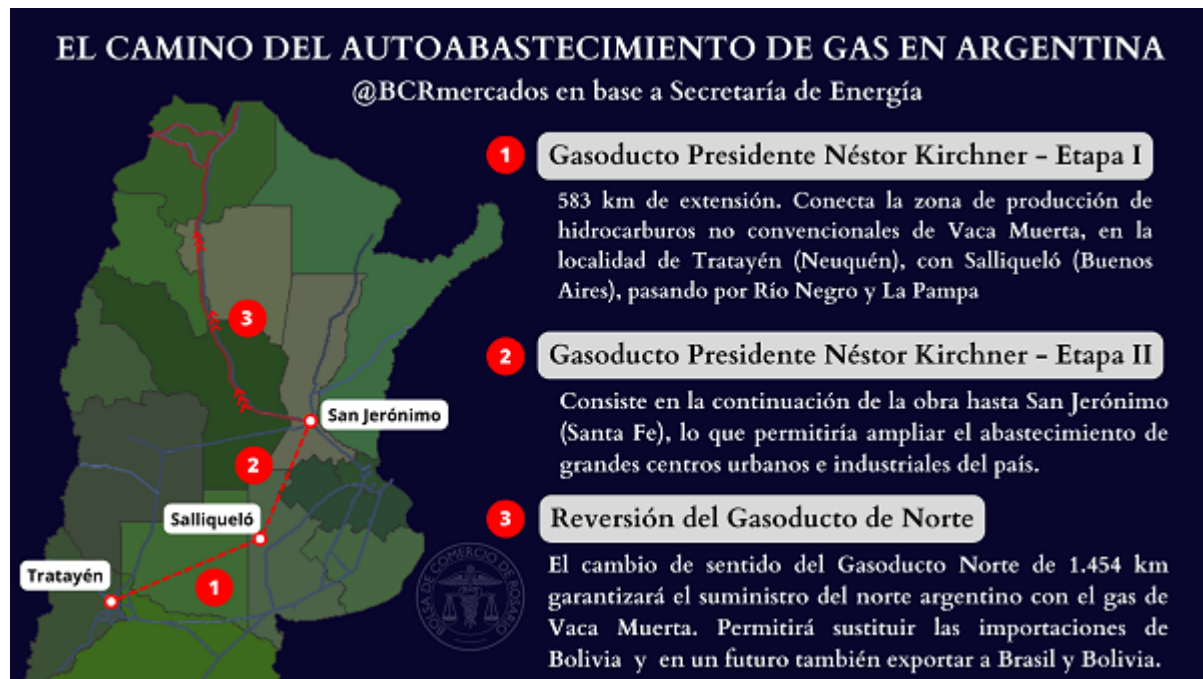 EL CAMINO DEL AUTOABASTECIMIENTO DE GAS EN ARGENTINA
@BCRmercados en base a Secretaría de Energía
1 Gasoducto Presidente Néstor Kirchner - Etapa I
583 km de extensión. Conecta la zona de producción de
hidrocarburos no convencionales de Vaca Muerta, en la
localidad de Tratayén (Neuquén), con Salliqueló (Buenos
Aires), pasando por Río Negro y La Pampa
2 Gasoducto Presidente Néstor Kirchner - Etapa II
Consiste en la continuación de la obra hasta San Jerónimo
(Santa Fe), lo que permitiría ampliar el abastecimiento de
grandes centros urbanos e industriales del país.
3 Reversión del Gasoducto de Norte
El cambio de sentido del Gasoducto Norte de 1.454 km
garantizará el suministro del norte argentino con el gas de
Vaca Muerta. Permitirá sustituir las importaciones de
Bolivia y en un futuro también exportar a Brasil y Bolivia.
3
San Jerónimo
2
Salliqueló
Tratayén
1
BOLSA DE COMERCIO DE ROSARIO